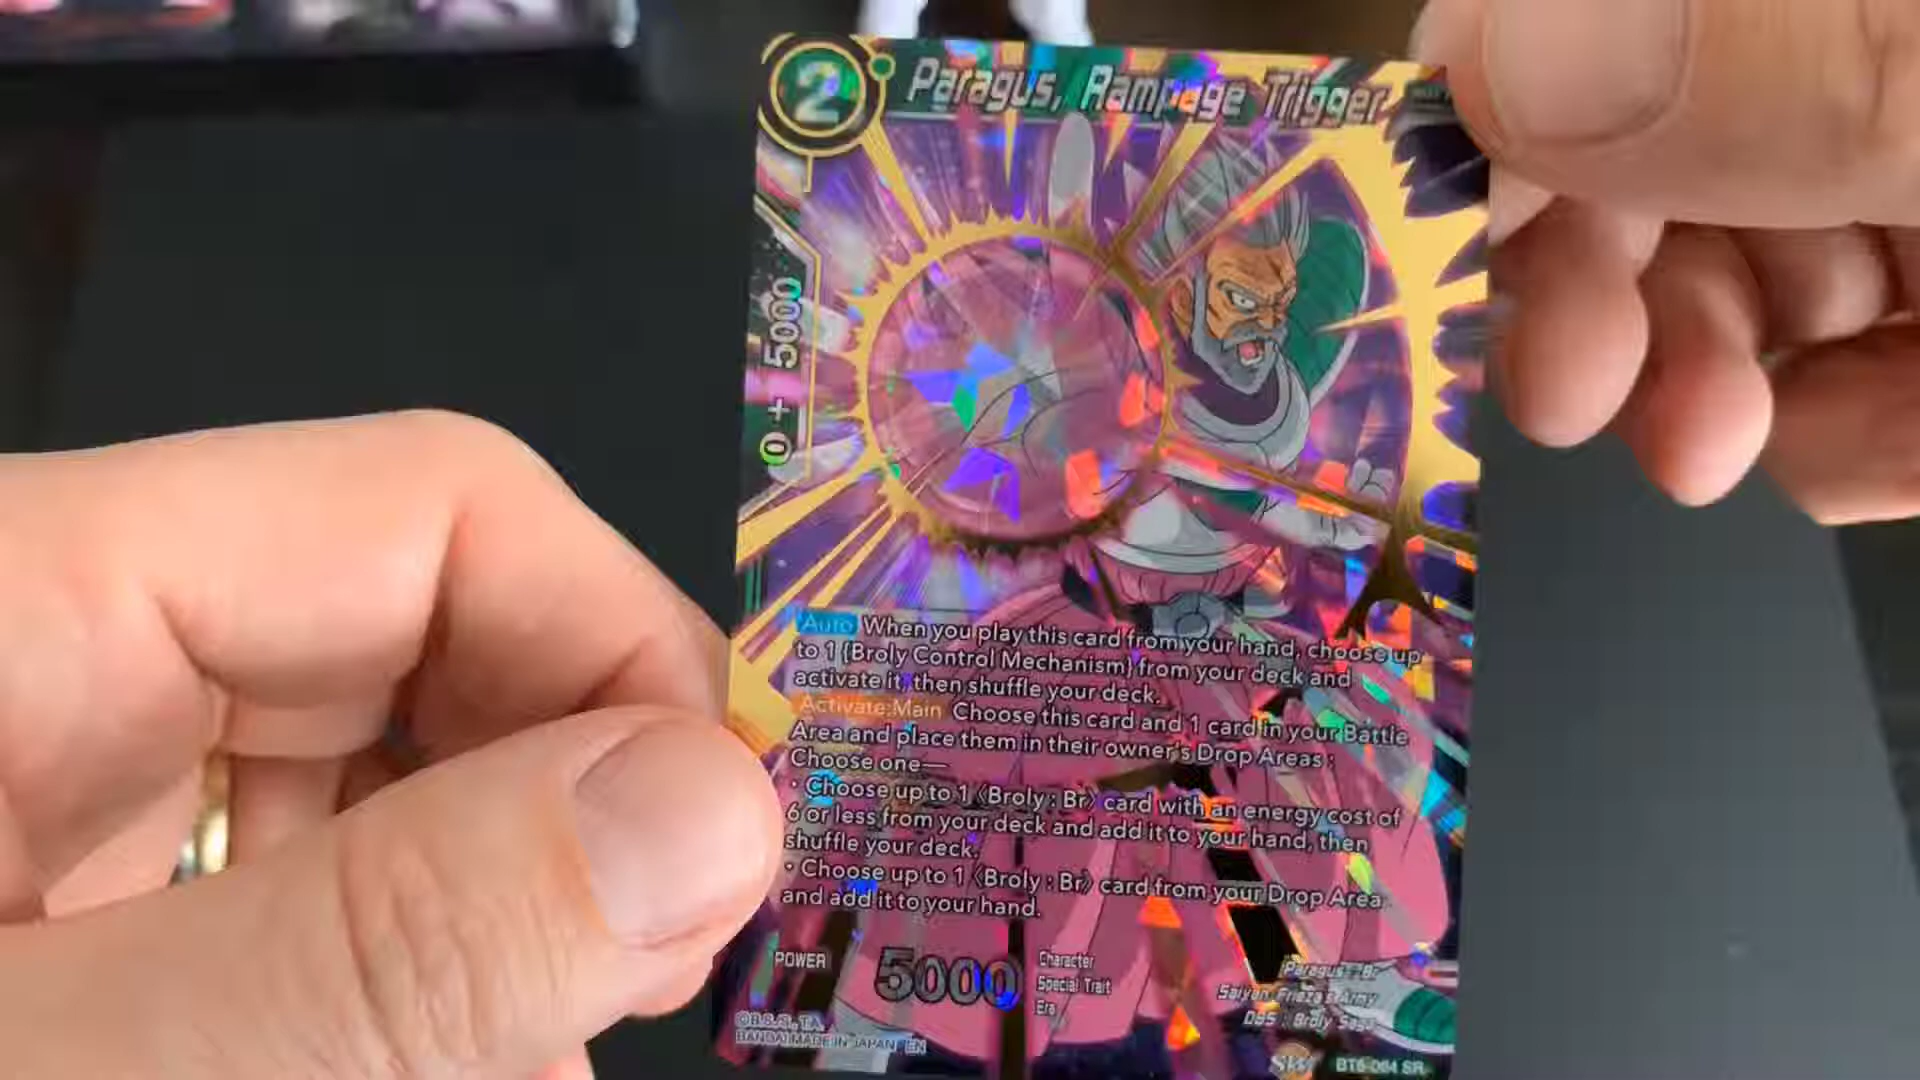 2
Paragus, Rampage Trigger
0 + 5000
Auto When you play this card from your hand, choose up
to 1 {Broly Control Mechanism} from your deck and
activate it, then shuffle your deck.
Activate:Main Choose this card and 1 card in your Battle
Area and place them in their owner's Drop Areas :
Choose one—
・Choose up to 1 《Broly : Br》 card with an energy cost of
6 or less from your deck and add it to your hand, then
shuffle your deck.
・Choose up to 1 《Broly : Br》 card from your Drop Area
and add it to your hand.
POWER 5000
Character Paragus : Br
Special Trait Saiyan, Frieza's Army
Era DBS : Broly Saga
©B.S./S., T.A.
BANDAI MADE IN JAPAN EN
BT6-064 SR